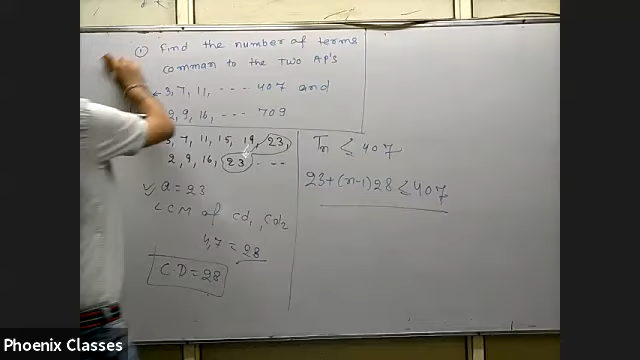 ① Find the number of terms
comman to the TWO AP's
3, 7, 11, --- 407 and
2, 9, 16, ---- 709
, 7, 11, 15, 19, 23,
2, 9, 16, 23 - - --
a = 23
LCM of cd1, cd2
4,7 = 28
C.D = 28
Tn ≤ 407
23+(n-1)28 ≤ 407
Phoenix Classes